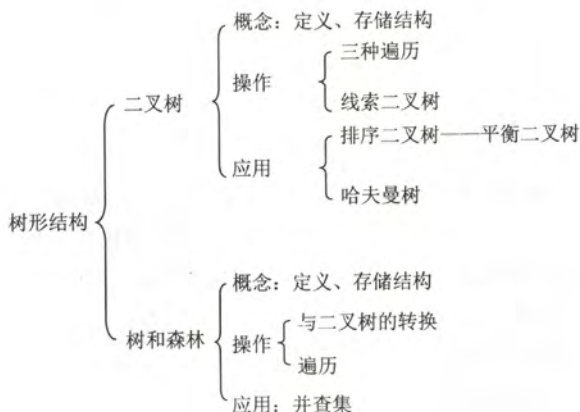 概念：定义、存储结构
三种遍历
操作
线索二叉树
二叉树
排序二叉树——平衡二叉树
应用
哈夫曼树
树形结构
概念：定义、存储结构
与二叉树的转换
树和森林
操作
遍历
应用：并查集